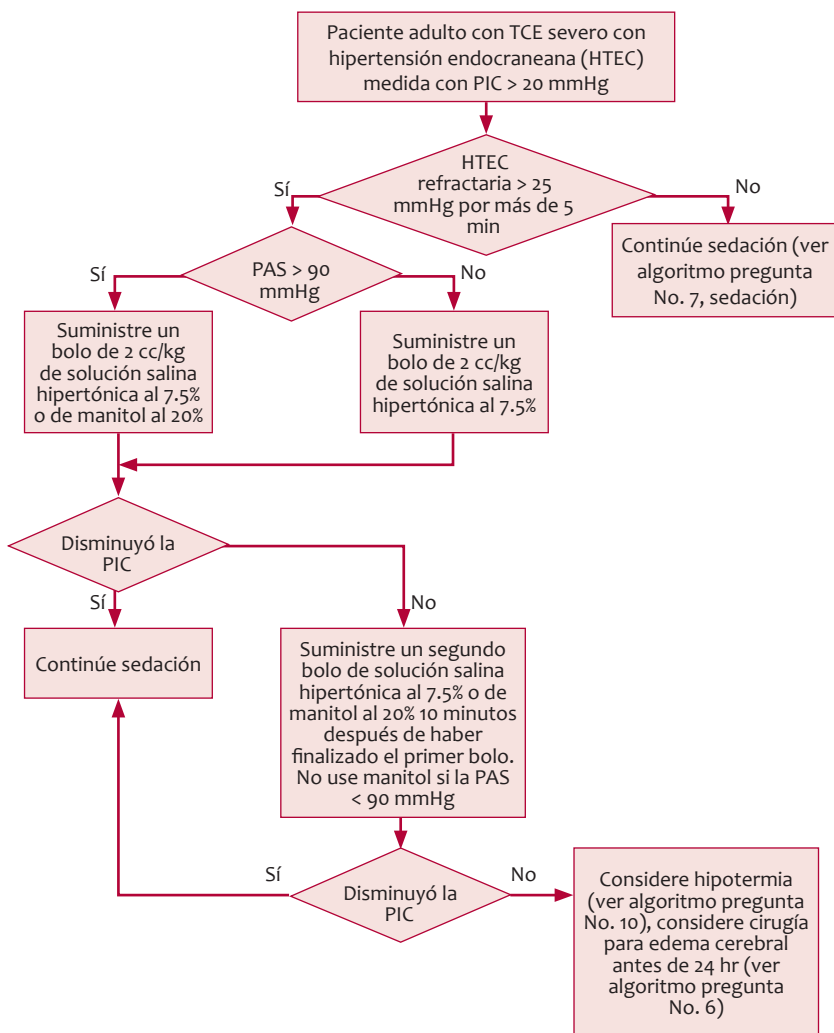 Paciente adulto con TCE severo con
hipertensión endocraneana (HTEC)
medida con PIC > 20 mmHg
HTEC
refractaria > 25
mmHg por más de 5
min
Sí
No
PAS > 90
mmHg
Continúe sedación (ver
algoritmo pregunta
No. 7, sedación)
Sí
No
Suministre un
bolo de 2 cc/kg
de solución salina
hipertónica al 7.5%
o de manitol al 20%
Suministre un
bolo de 2 cc/kg
de solución salina
hipertónica al 7.5%
Disminuyó la
PIC
Sí
No
Continúe sedación
Suministre un segundo
bolo de solución salina
hipertónica al 7.5% o de
manitol al 20% 10 minutos
después de haber
finalizado el primer bolo.
No use manitol si la PAS
< 90 mmHg
Sí
No
Disminuyó la
PIC
Considere hipotermia
(ver algoritmo pregunta
No. 10), considere cirugía
para edema cerebral
antes de 24 hr (ver
algoritmo pregunta
No. 6)